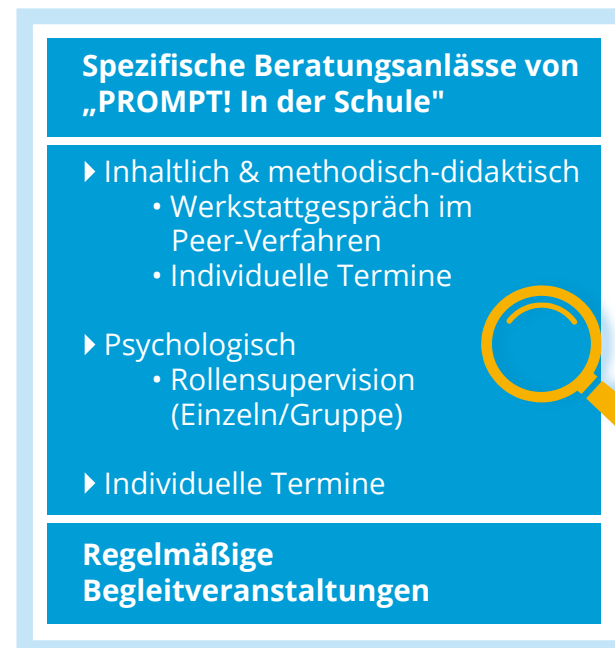 Spezifische Beratungsanlässe von
„PROMPT! In der Schule"
Inhaltlich & methodisch-didaktisch
• Werkstattgespräch im
Peer-Verfahren
• Individuelle Termine
Psychologisch
• Rollensupervision
(Einzeln/Gruppe)
Individuelle Termine
Regelmäßige
Begleitveranstaltungen